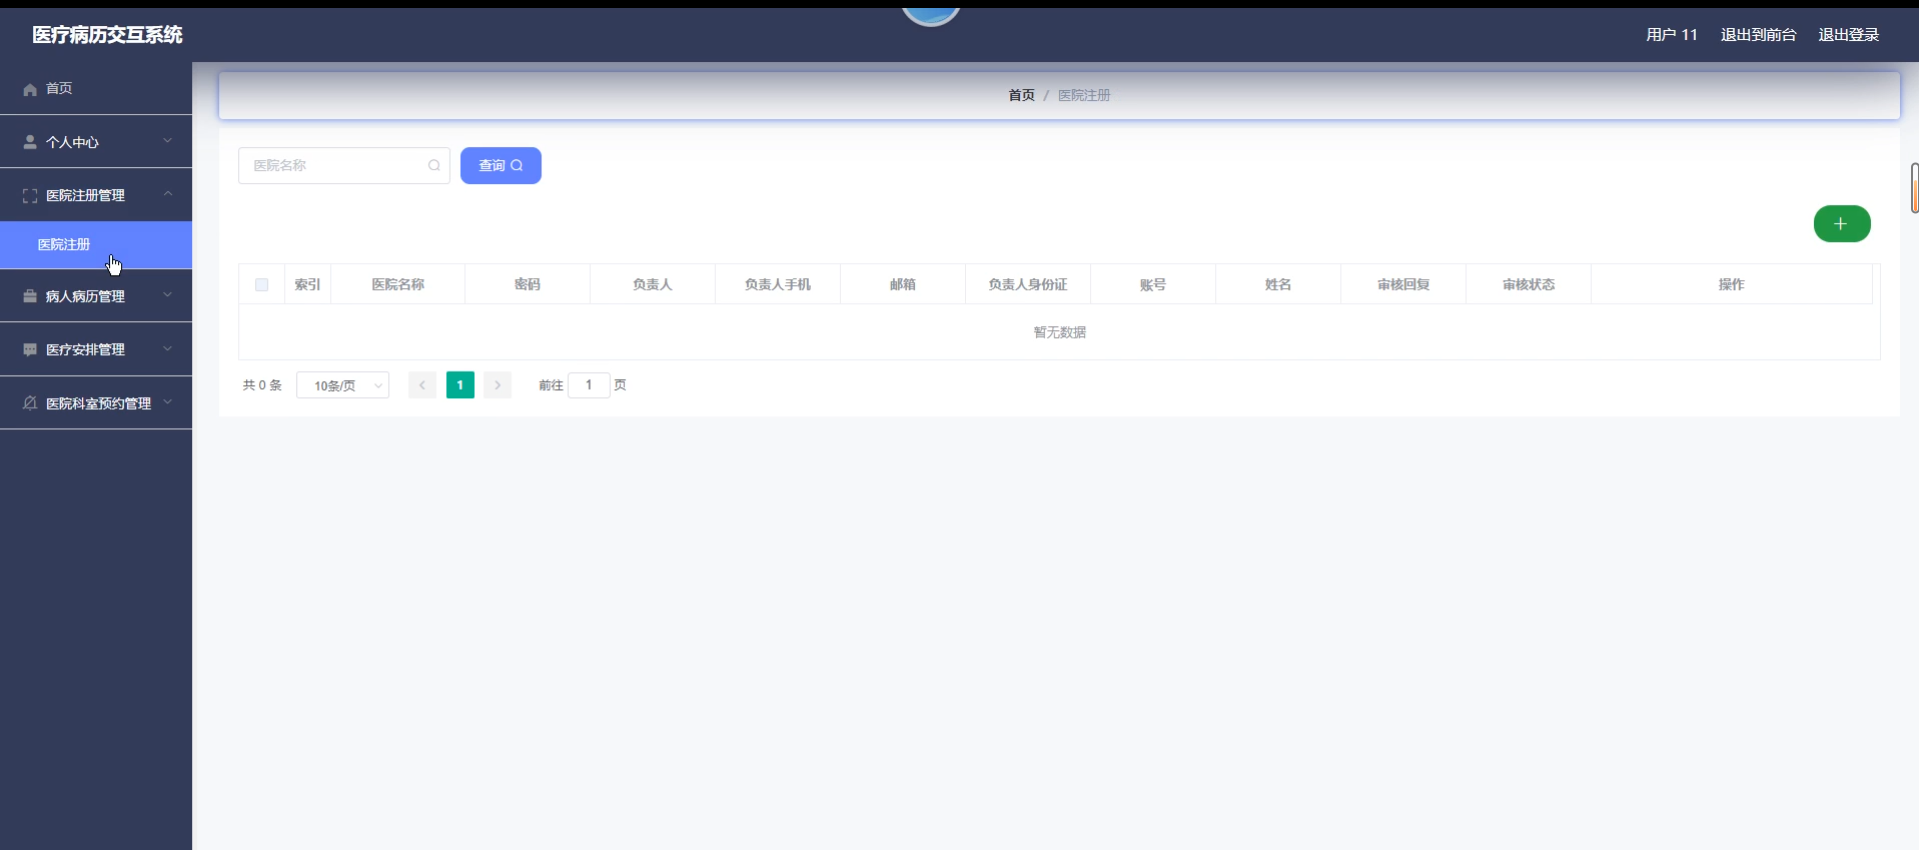 医疗病历交互系统
用户 11 退出到前台 退出登录
首页
个人中心
医院注册管理
医院注册
病人病历管理
医疗安排管理
医院科室预约管理
首页 / 医院注册
医院名称 查询
+
索引 医院名称 密码 负责人 负责人手机 邮箱 负责人身份证 账号 姓名 审核回复 审核状态 操作
暂无数据
共 0 条 10条/页 < 1 > 前往 1 页